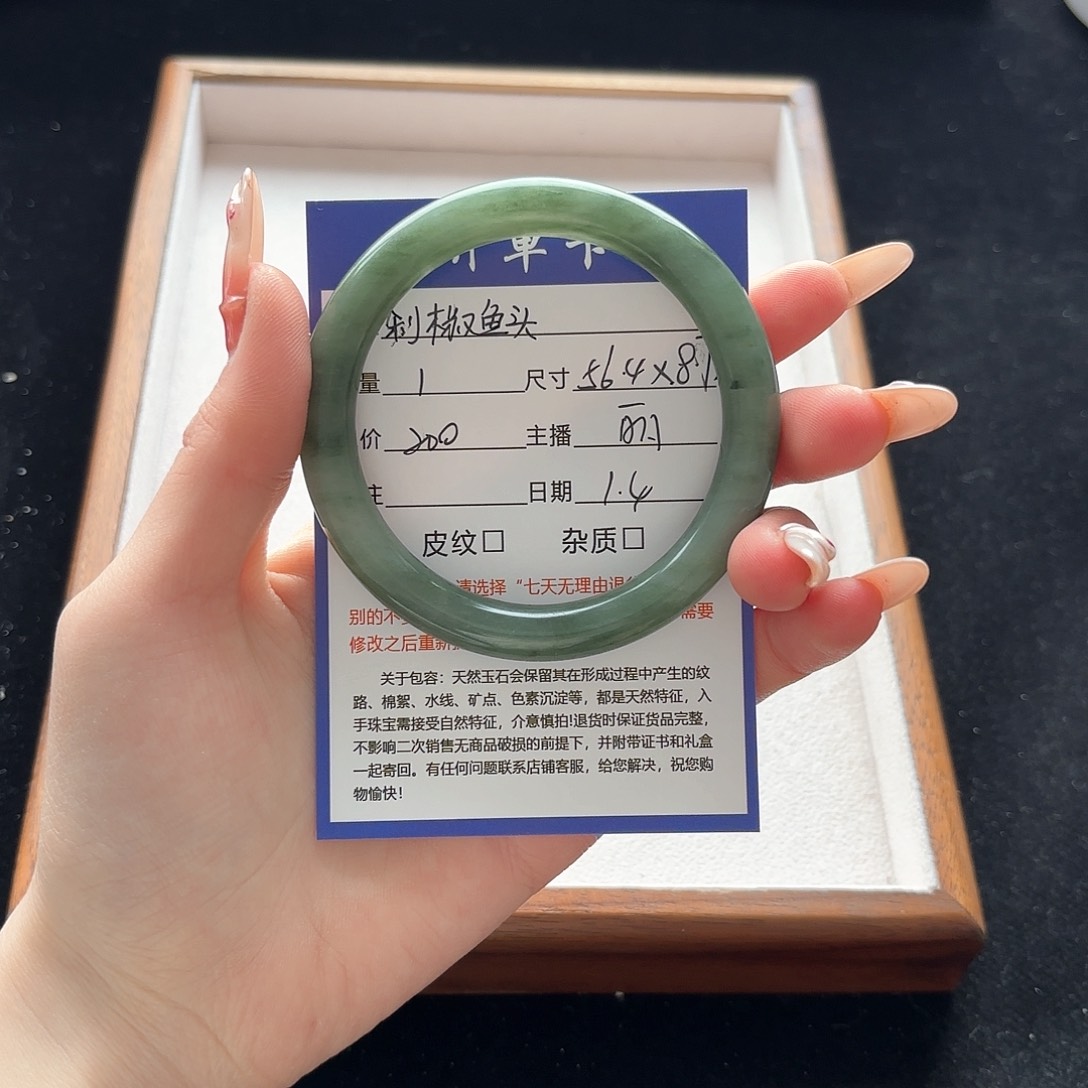 单卡
剁椒鱼头
量 1 尺寸 56.4×8.
价 200 主播
主 日期 1.4
皮纹□ 杂质□
请选择“七天无理由退
别的不 需要
修改之后重新
关于包容：天然玉石会保留其在形成过程中产生的纹
路、棉絮、水线、矿点、色素沉淀等，都是天然特征，入
手珠宝需接受自然特征，介意慎拍!退货时保证货品完整，
不影响二次销售无商品破损的前提下，并附带证书和礼盒
一起寄回。有任何问题联系店铺客服，给您解决，祝您购
物愉快!